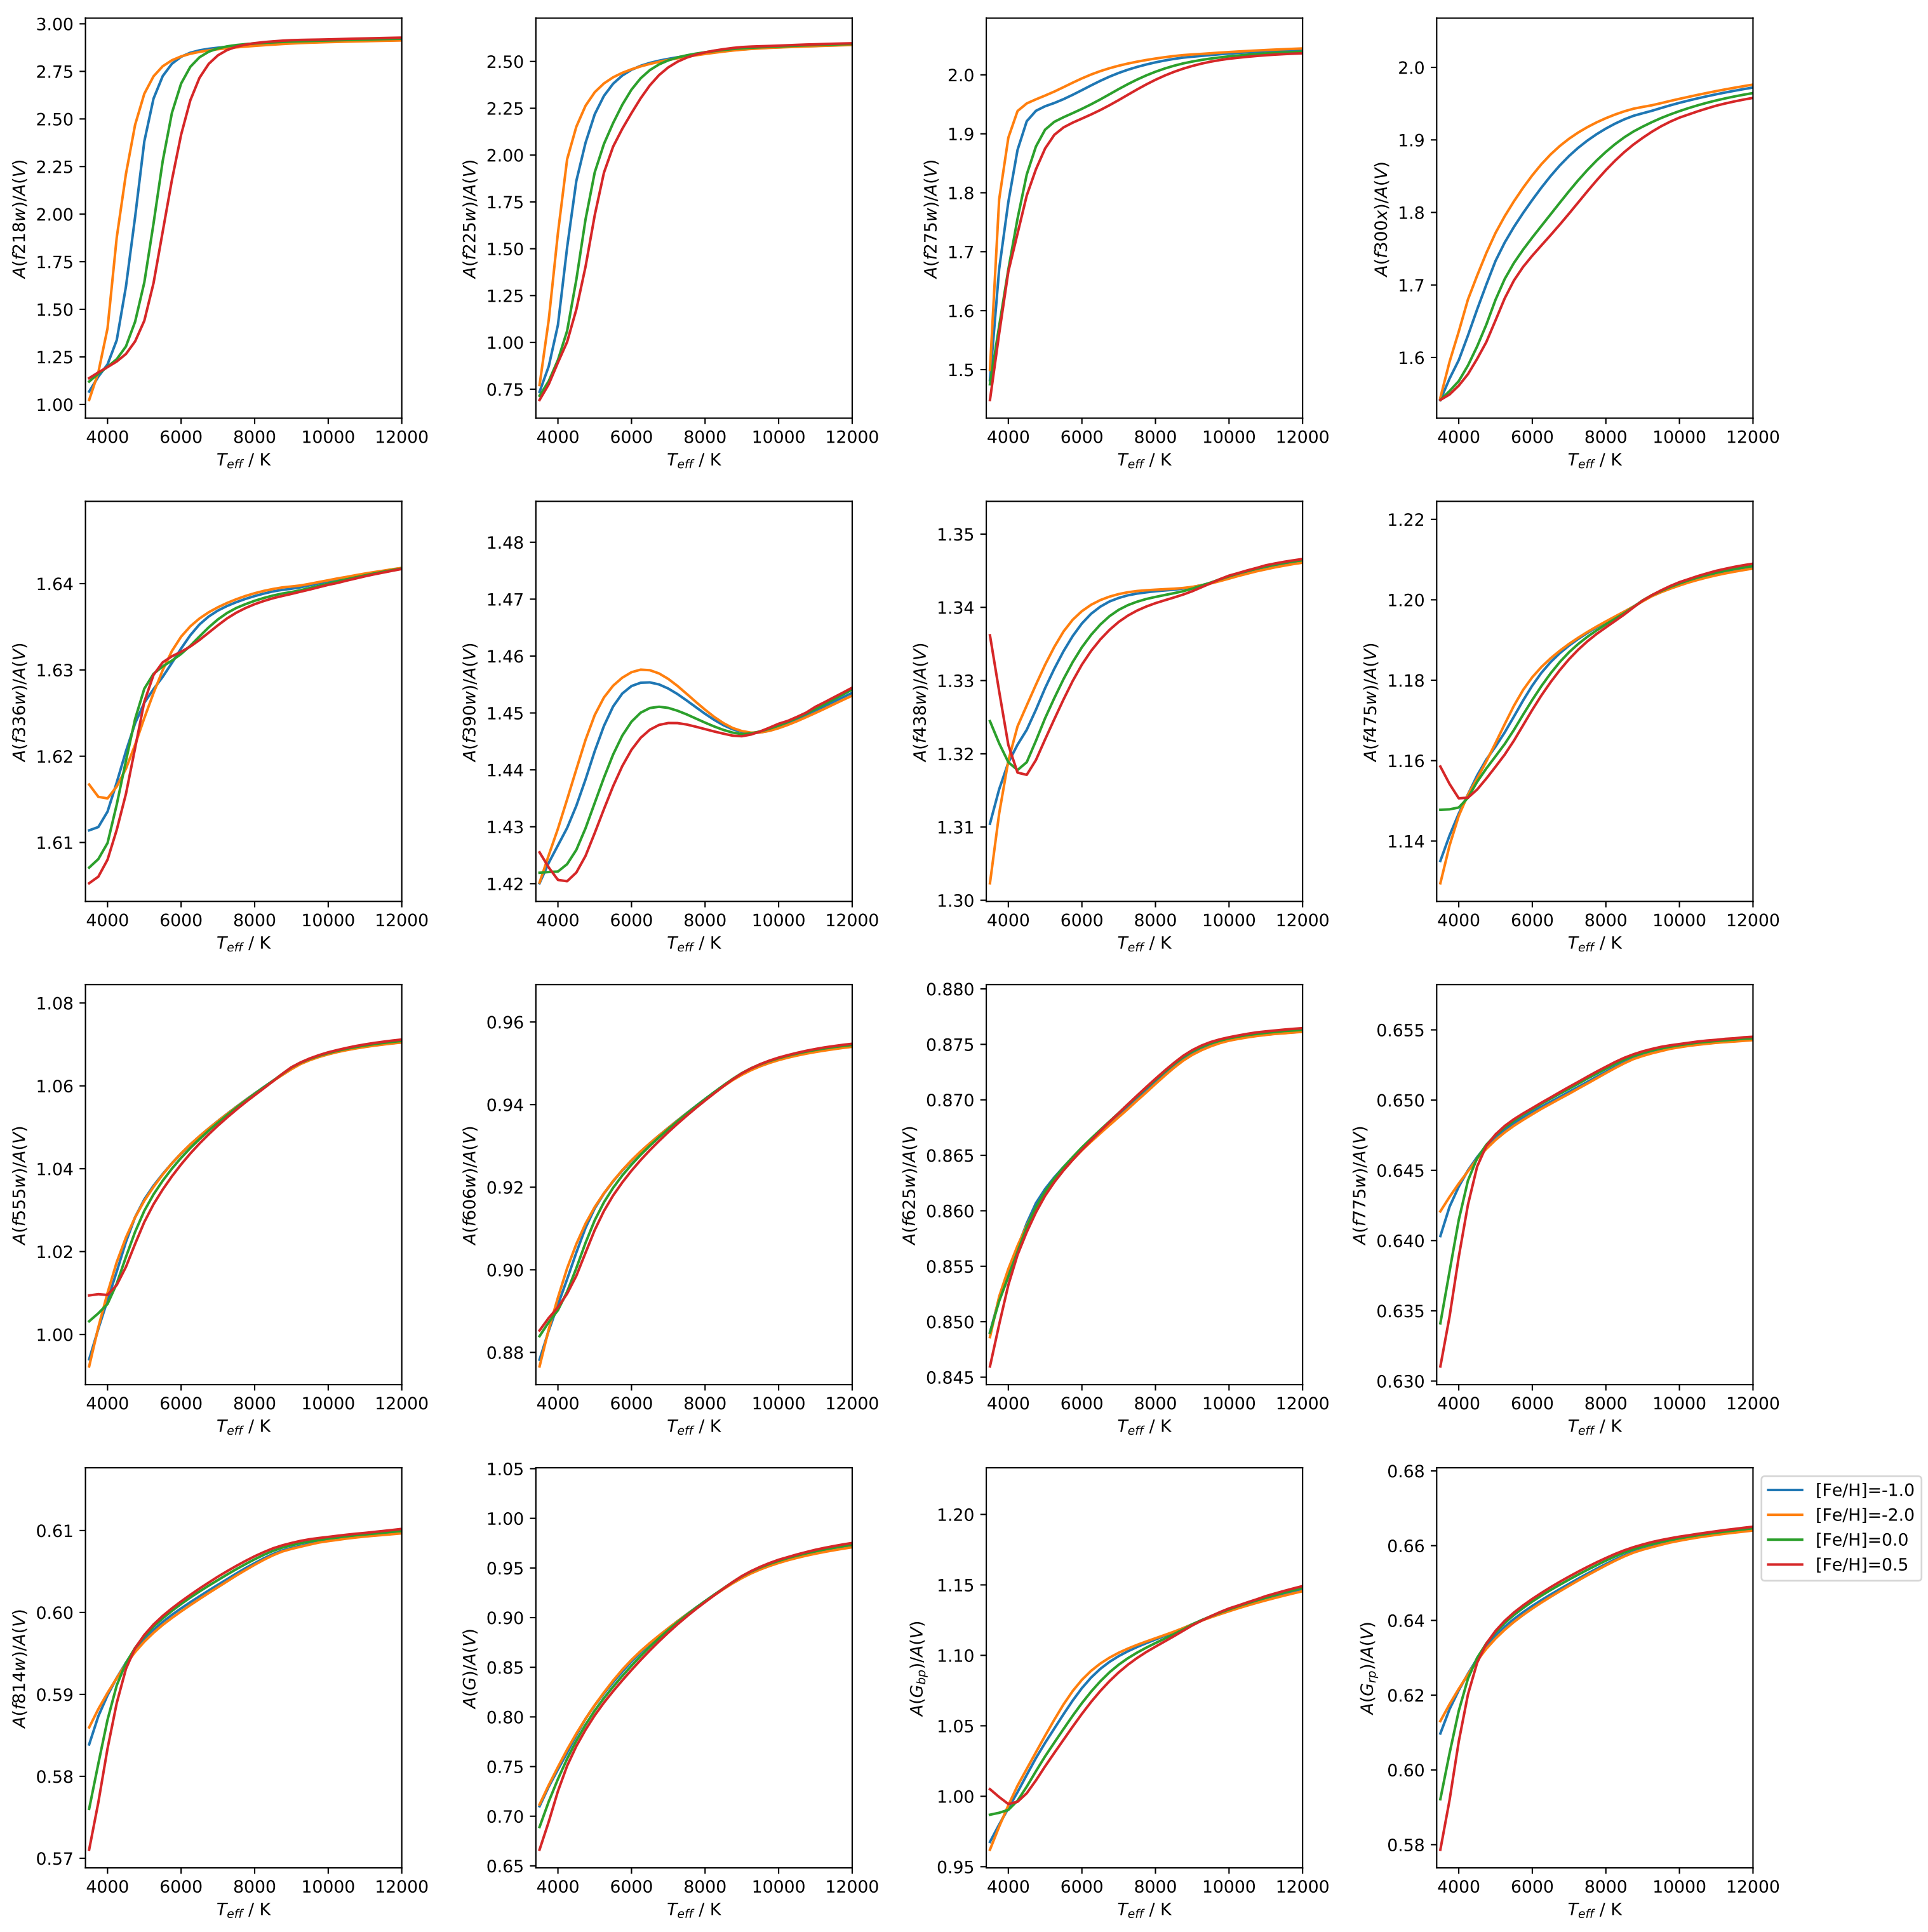 A(f218w)/A(V)
3.00
2.75
2.50
2.25
2.00
1.75
1.50
1.25
1.00
4000 6000 8000 10000 12000
T_eff / K
A(f225w)/A(V)
2.50
2.25
2.00
1.75
1.50
1.25
1.00
0.75
4000 6000 8000 10000 12000
T_eff / K
A(f275w)/A(V)
2.0
1.9
1.8
1.7
1.6
1.5
4000 6000 8000 10000 12000
T_eff / K
A(f300x)/A(V)
2.0
1.9
1.8
1.7
1.6
4000 6000 8000 10000 12000
T_eff / K
A(f336w)/A(V)
1.64
1.63
1.62
1.61
4000 6000 8000 10000 12000
T_eff / K
A(f390w)/A(V)
1.48
1.47
1.46
1.45
1.44
1.43
1.42
4000 6000 8000 10000 12000
T_eff / K
A(f438w)/A(V)
1.35
1.34
1.33
1.32
1.31
1.30
4000 6000 8000 10000 12000
T_eff / K
A(f475w)/A(V)
1.22
1.20
1.18
1.16
1.14
4000 6000 8000 10000 12000
T_eff / K
A(f555w)/A(V)
1.08
1.06
1.04
1.02
1.00
4000 6000 8000 10000 12000
T_eff / K
A(f606w)/A(V)
0.96
0.94
0.92
0.90
0.88
4000 6000 8000 10000 12000
T_eff / K
A(f625w)/A(V)
0.880
0.875
0.870
0.865
0.860
0.855
0.850
0.845
4000 6000 8000 10000 12000
T_eff / K
A(f775w)/A(V)
0.655
0.650
0.645
0.640
0.635
0.630
4000 6000 8000 10000 12000
T_eff / K
A(f814w)/A(V)
0.61
0.60
0.59
0.58
0.57
4000 6000 8000 10000 12000
T_eff / K
A(G)/A(V)
1.05
1.00
0.95
0.90
0.85
0.80
0.75
0.70
0.65
4000 6000 8000 10000 12000
T_eff / K
A(G_bp)/A(V)
1.20
1.15
1.10
1.05
1.00
0.95
4000 6000 8000 10000 12000
T_eff / K
A(G_rp)/A(V)
0.68
0.66
0.64
0.62
0.60
0.58
4000 6000 8000 10000 12000
T_eff / K
[Fe/H]=-1.0
[Fe/H]=-2.0
[Fe/H]=0.0
[Fe/H]=0.5